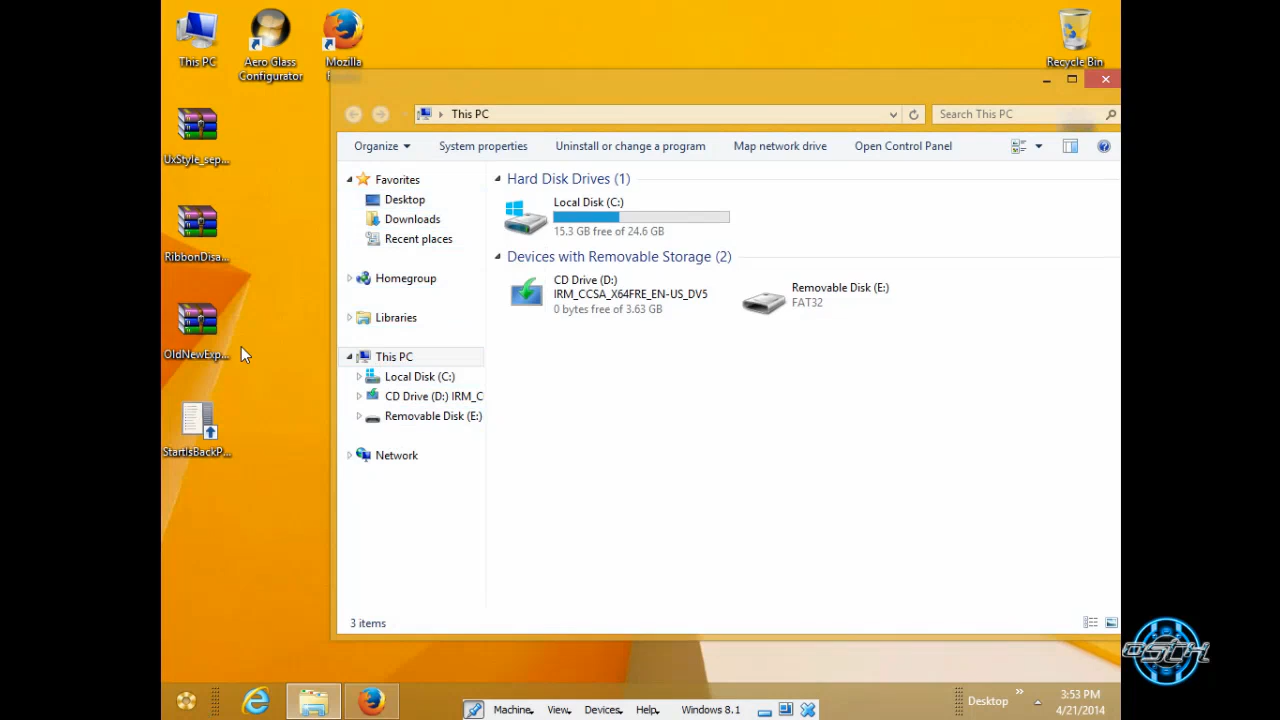 This PC
Aero Glass
Configurator
Mozilla
Recycle Bin
UxStyle_sep...
RibbonDisa...
OldNewExp...
StartIsBackP...
This PC
Search This PC
Organize
System properties
Uninstall or change a program
Map network drive
Open Control Panel
Favorites
Desktop
Downloads
Recent places
Homegroup
Libraries
This PC
Local Disk (C:)
CD Drive (D:) IRM_C
Removable Disk (E:)
Network
Hard Disk Drives (1)
Local Disk (C:)
15.3 GB free of 24.6 GB
Devices with Removable Storage (2)
CD Drive (D:)
IRM_CCSA_X64FRE_EN-US_DV5
0 bytes free of 3.63 GB
Removable Disk (E:)
FAT32
3 items
Machine
View
Devices
Help
Windows 8.1
Desktop
3:53 PM
4/21/2014